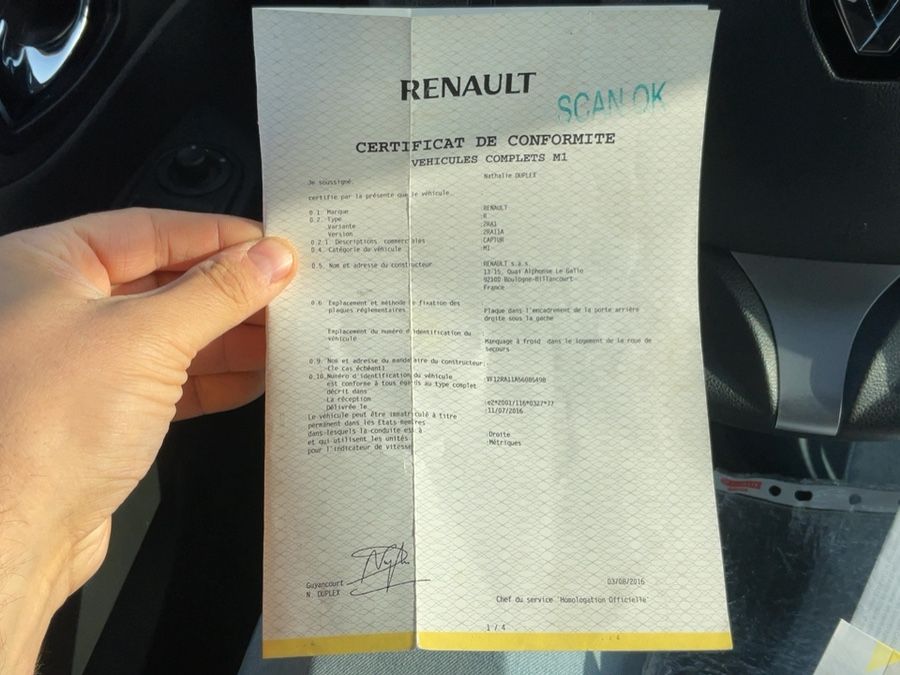 RENAULT
SCAN OK
CERTIFICAT DE CONFORMITE
VEHICULES COMPLETS M1
Je soussigné Nathalie DUPLEX
certifie par la présente que le véhicule
0.1. Marque RENAULT
0.2. Type R
Variante 2RA1
Version 2RA11A
0.2.1 Descriptions commerciales CAPTUR
0.4. Catégorie du véhicule M1
0.5. Nom et adresse du constructeur RENAULT s.a.s.
13-15, Quai Alphonse Le Gallo
92100 Boulogne-Billancourt
France
0.6 Emplacement et méthode de fixation des Plaque dans l'encadrement de la porte arrière
plaques réglementaires droite sous la gâche
Emplacement du numéro d'identification du Marquage à froid dans le logement de la roue de
véhicule secours
0.9. Nom et adresse du mandataire du constructeur
(le cas échéant)
0.10. Numéro d'identification du véhicule VF12RA11A56085498
est conforme à tous égards au type complet
décrit dans
La réception e2*2001/116*0327*
Délivrée le 11/07/2016
Le véhicule peut être immatriculé à titre
permanent dans les Etats membres
dans lesquels la conduite est à Droite
et qui utilisent les unités Métriques
pour l'indicateur de vitesse
Guyancourt 03/08/2016
N. DUPLEX Chef du service 'Homologation Officielle'
1 / 4